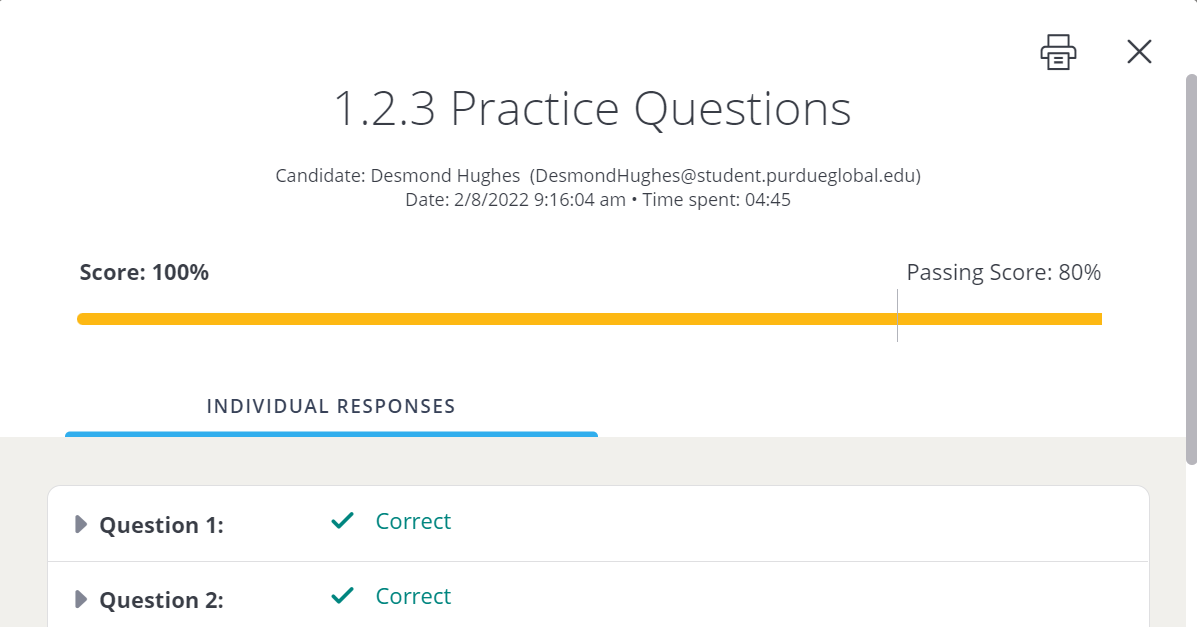 1.2.3 Practice Questions
Candidate: Desmond Hughes (DesmondHughes@student.purdueglobal.edu)
Date: 2/8/2022 9:16:04 am • Time spent: 04:45
Score: 100%
Passing Score: 80%
INDIVIDUAL RESPONSES
Question 1: Correct
Question 2: Correct